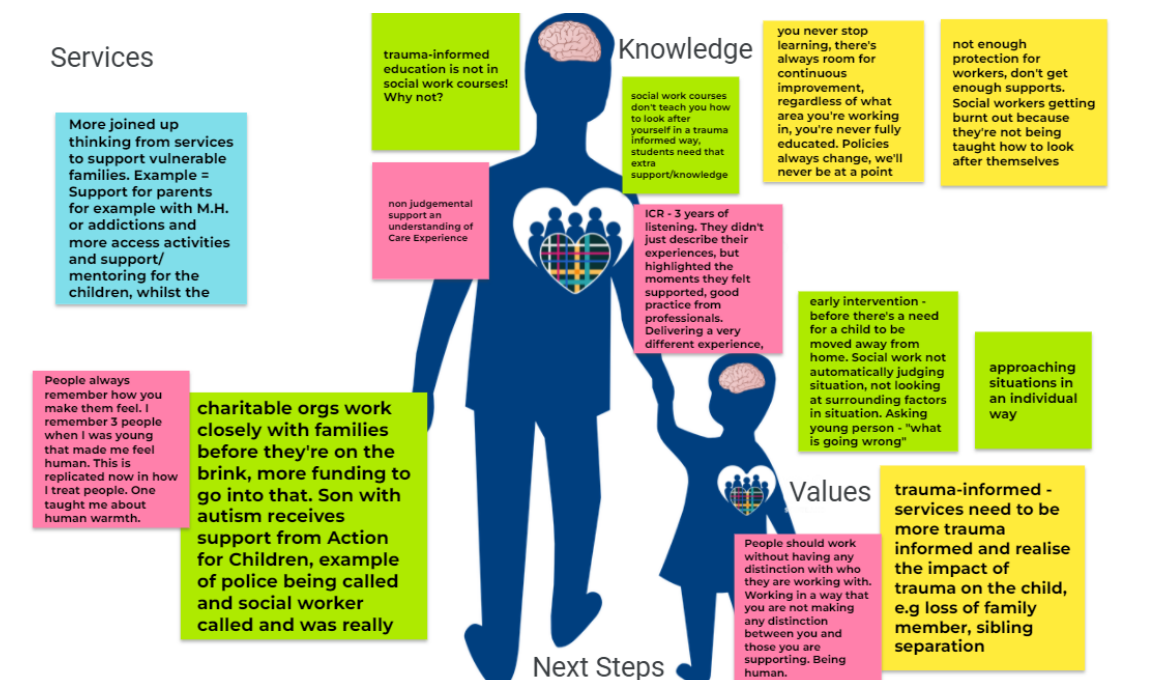 Services
More joined up
thinking from services
to support vulnerable
families. Example =
Support for parents
for example with M.H.
or addictions and
more access activities
and support/
mentoring for the
children, whilst the
trauma-informed
education is not in
social work courses!
Why not?
Knowledge
social work courses
don't teach you how
to look after
yourself in a trauma
informed way,
students need that
extra
support/knowledge
you never stop
learning, there's
always room for
continuous
improvement,
regardless of what
area you're working
in, you're never fully
educated. Policies
always change, we'll
never be at a point
not enough
protection for
workers, don't get
enough supports.
Social workers getting
burnt out because
they're not being
taught how to look
after themselves
non judgemental
support an
understanding of
Care Experience
ICR - 3 years of
listening. They didn't
just describe their
experiences, but
highlighted the
moments they felt
supported, good
practice from
professionals.
Delivering a very
different experience,
early intervention -
before there's a need
for a child to be
moved away from
home. Social work not
automatically judging
situation, not looking
at surrounding factors
in situation. Asking
young person - "what
is going wrong"
approaching
situations in
an individual
way
People always
remember how you
make them feel. I
remember 3 people
when I was young
that made me feel
human. This is
replicated now in how
I treat people. One
taught me about
human warmth.
charitable orgs work
closely with families
before they're on the
brink, more funding to
go into that. Son with
autism receives
support from Action
for Children, example
of police being called
and social worker
called and was really
Values
People should work
without having any
distinction with who
they are working with.
Working in a way that
you are not making
any distinction
between you and
those you are
supporting. Being
human.
trauma-informed -
services need to be
more trauma
informed and realise
the impact of
trauma on the child,
e.g loss of family
member, sibling
separation
Next Steps